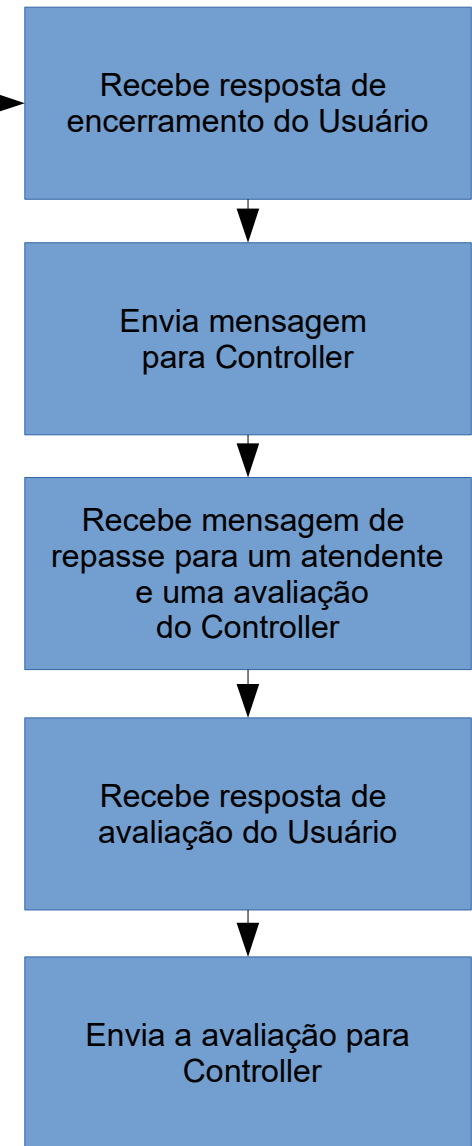 Recebe resposta de
encerramento do Usuário
Envia mensagem
para Controller
Recebe mensagem de
repasse para um atendente
e uma avaliação
do Controller
Recebe resposta de
avaliação do Usuário
Envia a avaliação para
Controller